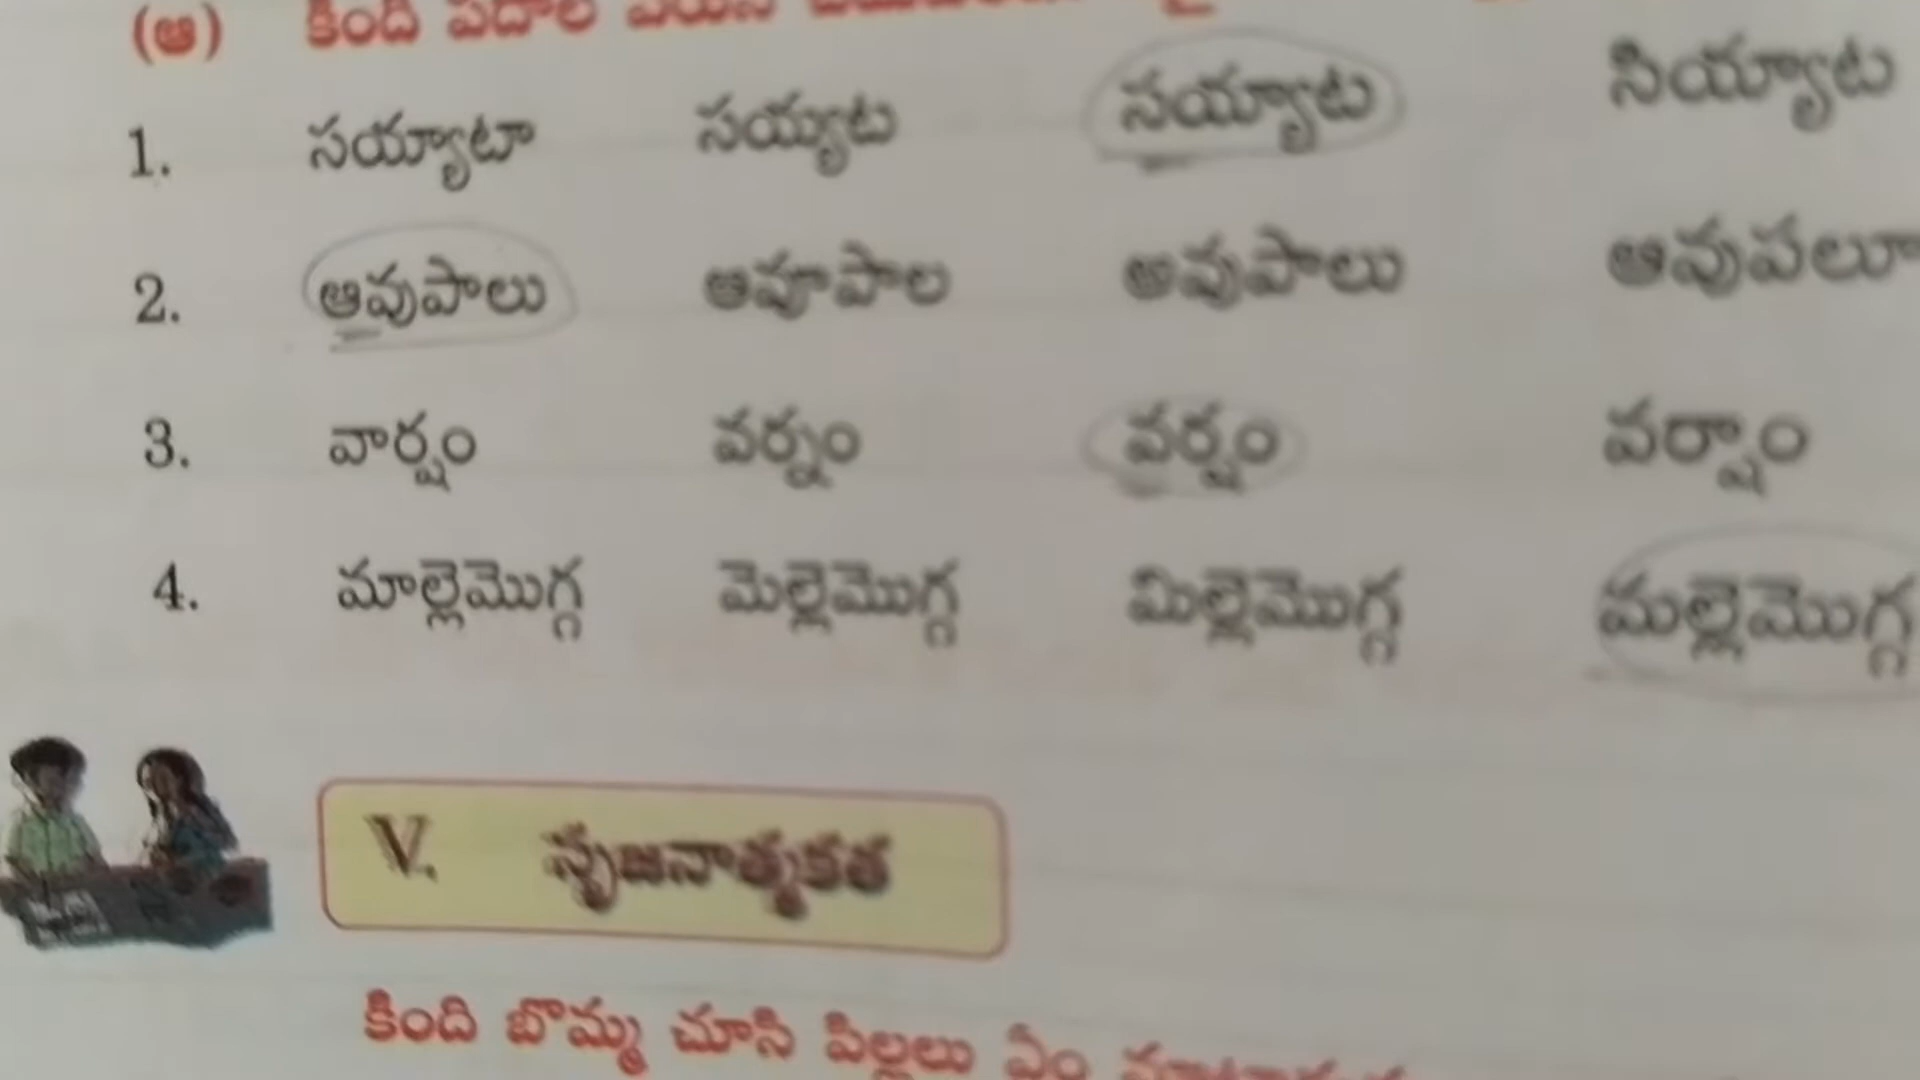 (ఆ) కింది పదాల
1. సయ్యాటా సయ్యట సయ్యాట సియ్యాట
2. ఆవుపాలు ఆవూపాల అవుపాలు ఆవుపలూ
3. వార్షం వర్నం వర్షం వర్షాం
4. మాల్లెమొగ్గ మెల్లెమొగ్గ మిల్లెమొగ్గ మల్లెమొగ్గ
V. సృజనాత్మకత
కింది బొమ్మ చూసి పిల్లలు ఏం